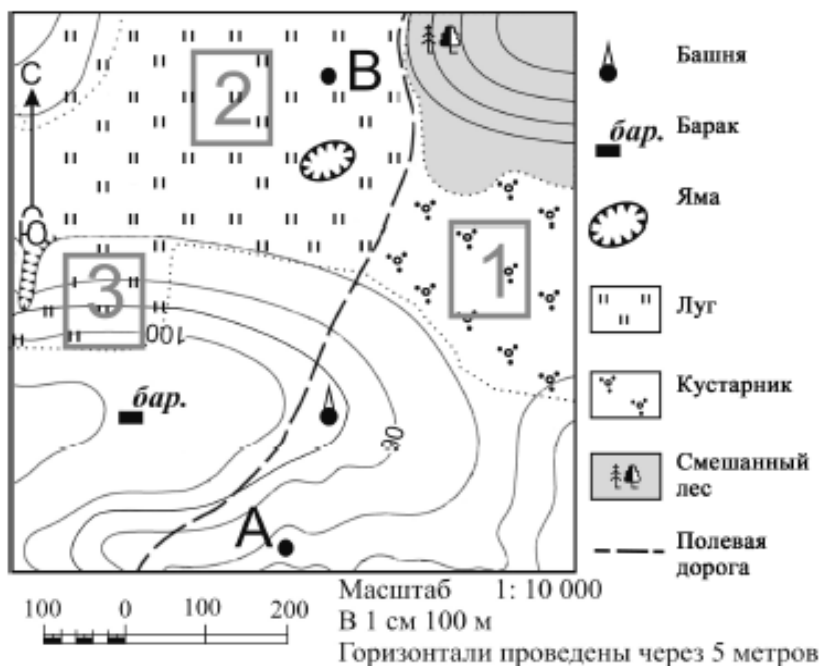 2
В
Башня
бар.
Барак
С
Яма
Ю
1
3
Луг
100
бар.
90
Кустарник
Смешанный
лес
А
Полевая
дорога
Масштаб 1: 10 000
В 1 см 100 м
Горизонтали проведены через 5 метров
100 0 100 200